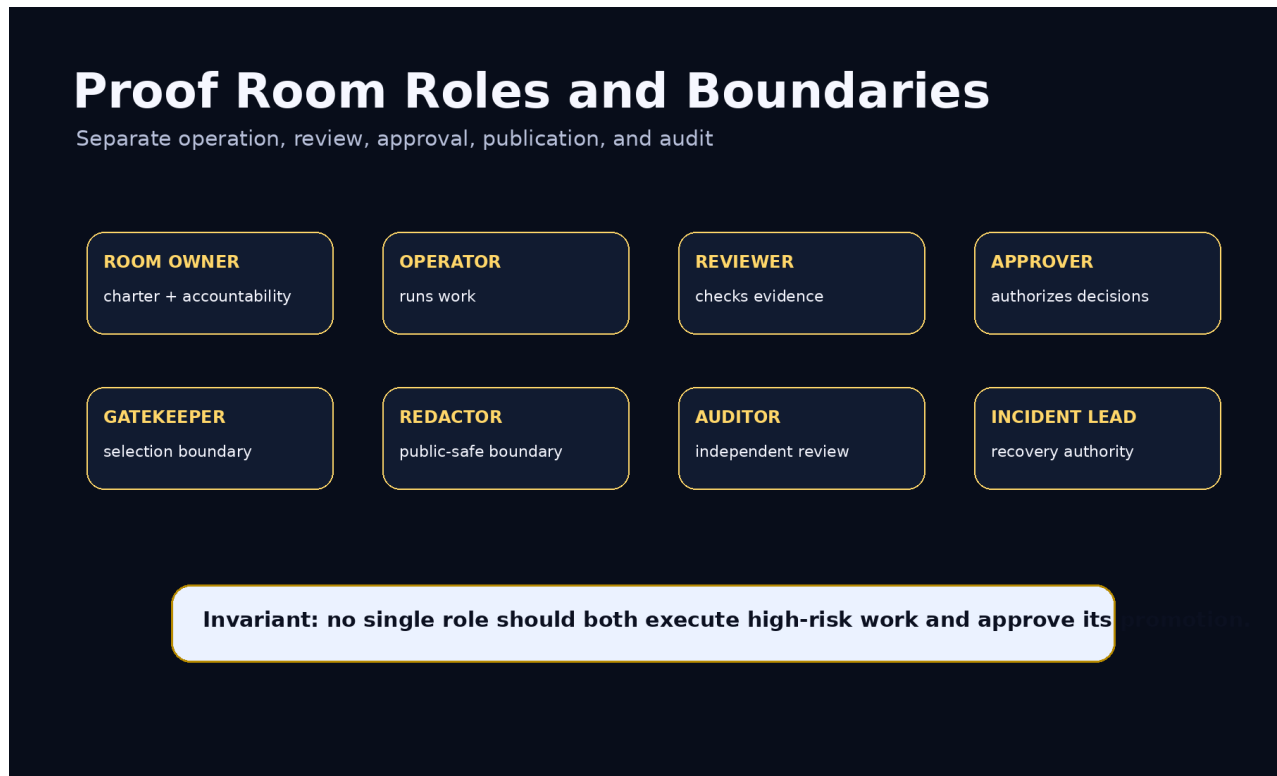 Proof Room Roles and Boundaries
Separate operation, review, approval, publication, and audit
ROOM OWNER
charter + accountability
OPERATOR
runs work
REVIEWER
checks evidence
APPROVER
authorizes decisions
GATEKEEPER
selection boundary
REDACTOR
public-safe boundary
AUDITOR
independent review
INCIDENT LEAD
recovery authority
Invariant: no single role should both execute high-risk work and approve its promotion.